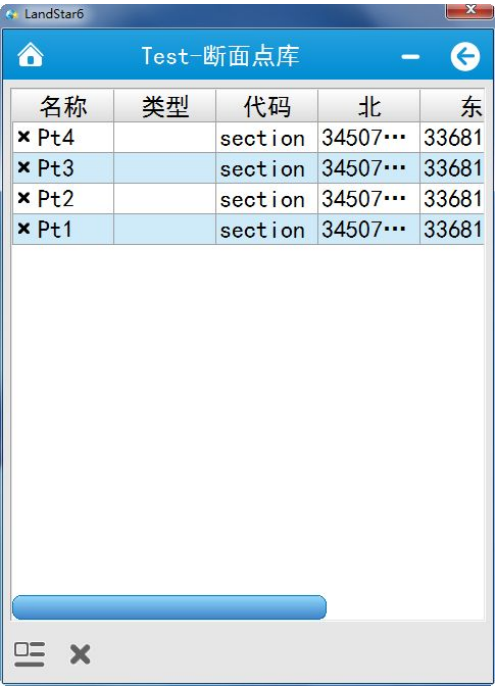 LandStar6
Test-断面点库
名称 类型 代码 北 东
Pt4 section 34507··· 33681
Pt3 section 34507··· 33681
Pt2 section 34507··· 33681
Pt1 section 34507··· 33681